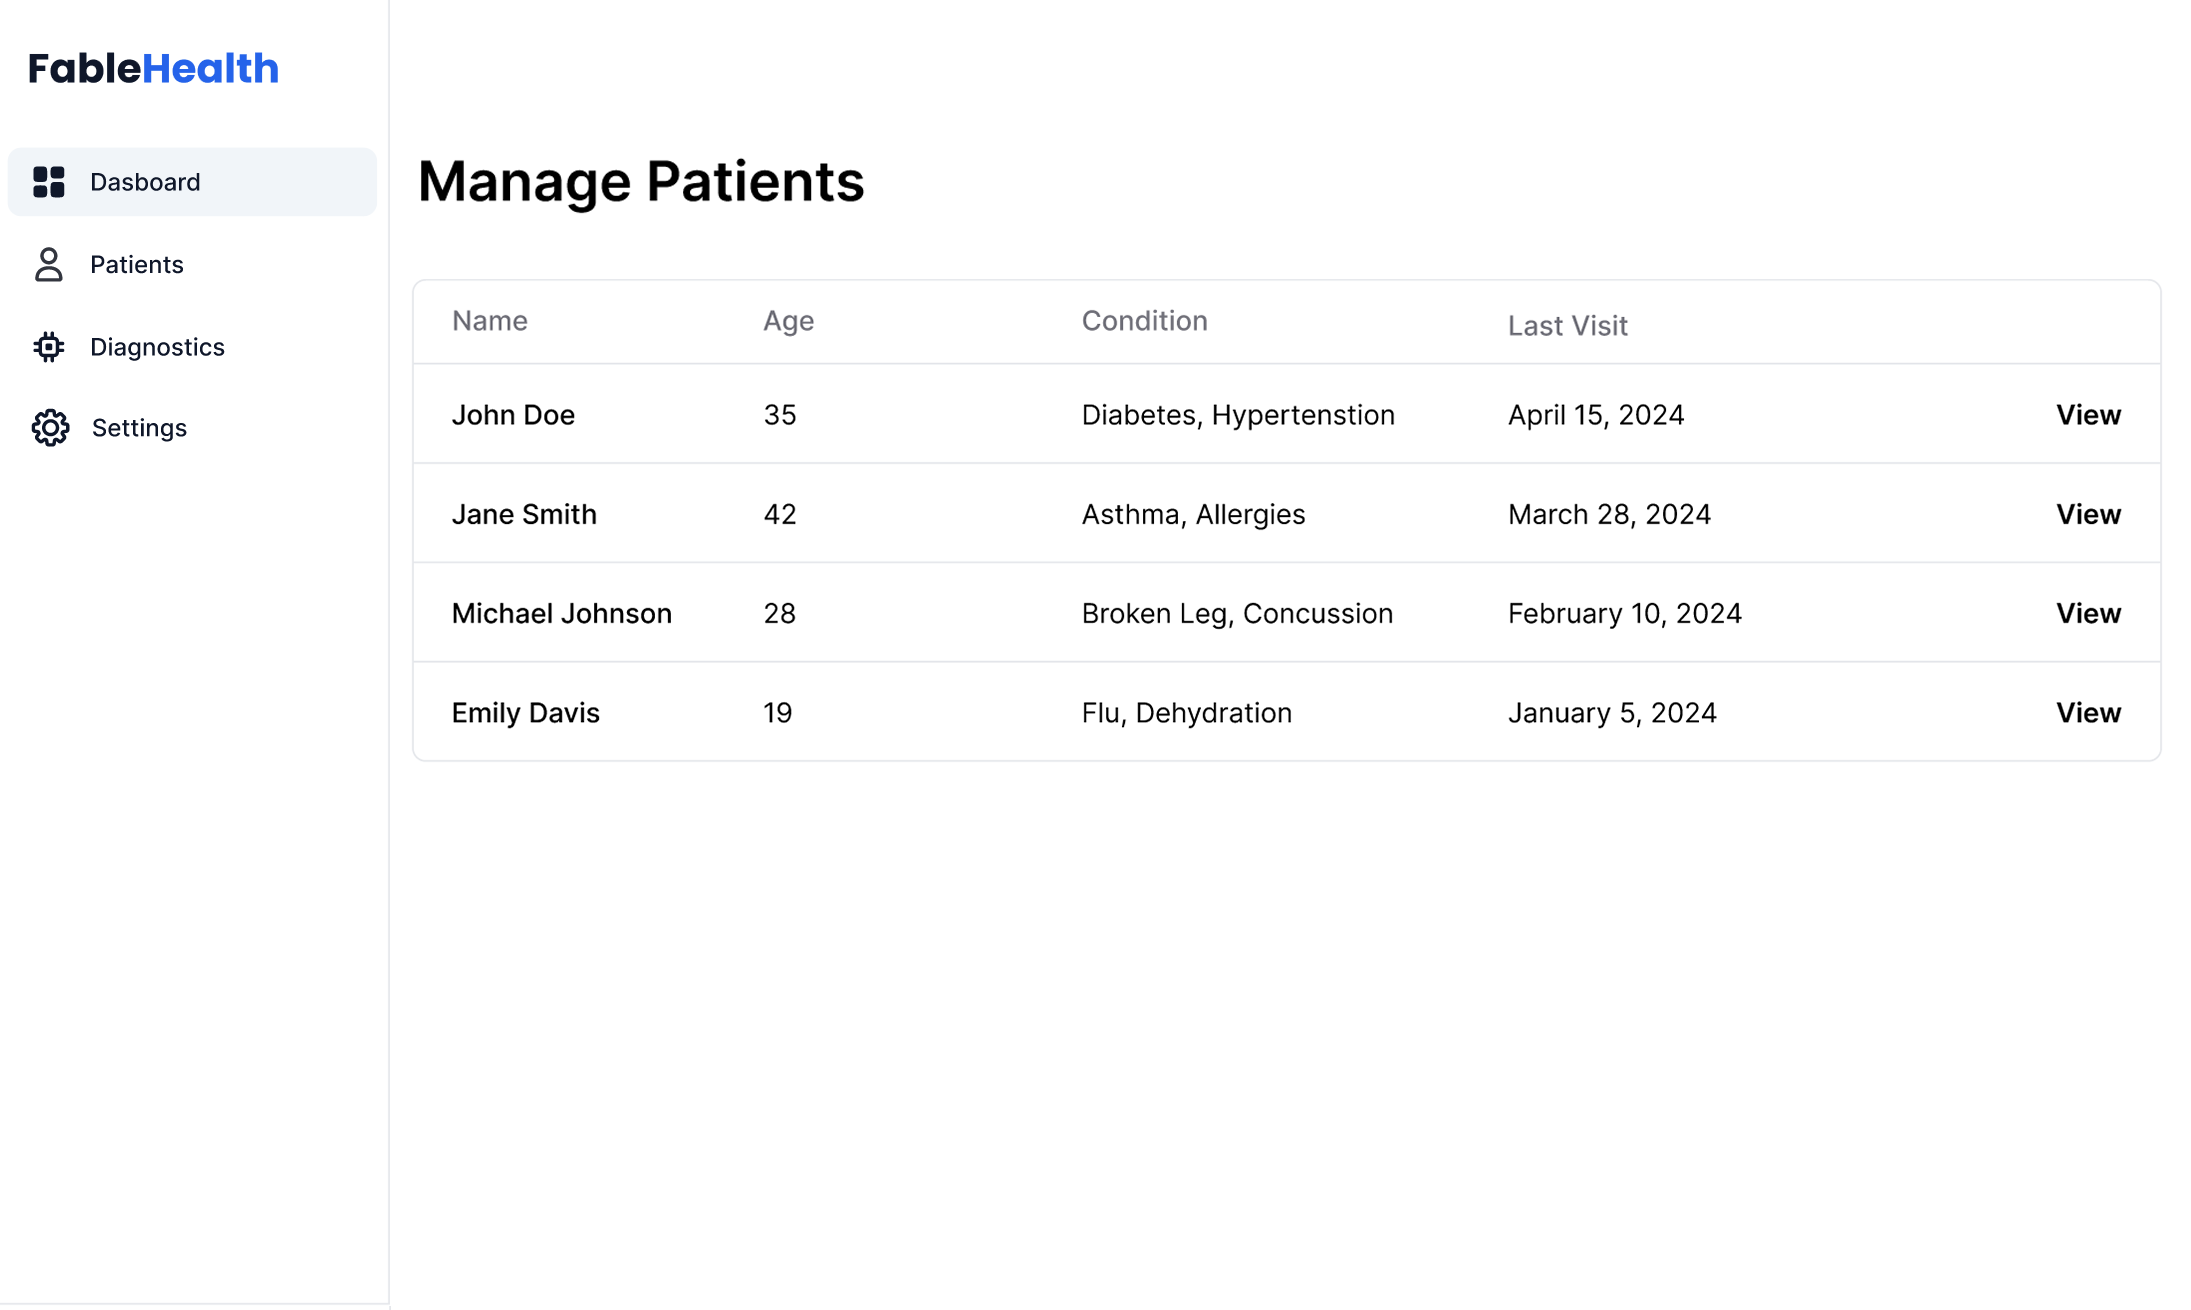 FableHealth
Dasboard
Patients
Diagnostics
Settings
Manage Patients
Name Age Condition Last Visit
John Doe 35 Diabetes, Hypertenstion April 15, 2024 View
Jane Smith 42 Asthma, Allergies March 28, 2024 View
Michael Johnson 28 Broken Leg, Concussion February 10, 2024 View
Emily Davis 19 Flu, Dehydration January 5, 2024 View